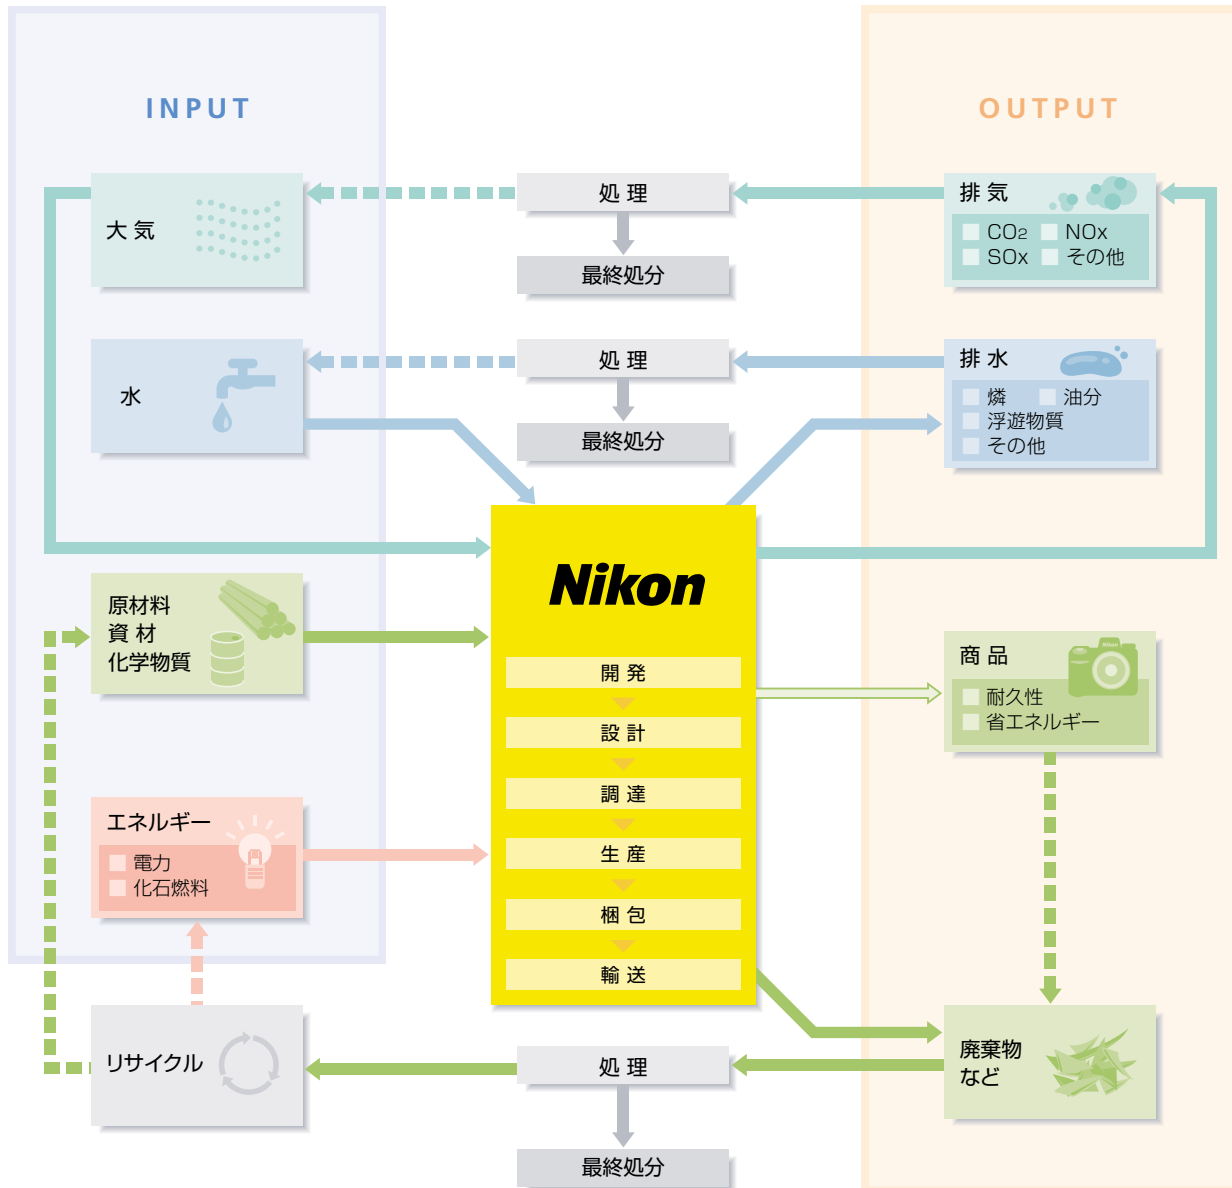 INPUT
OUTPUT
大気
処理
最終処分
排気
CO₂ NOx
SOx その他
水
処理
最終処分
排水
燐 油分
浮遊物質
その他
Nikon
開発
設計
調達
生産
梱包
輸送
原材料
資材
化学物質
エネルギー
電力
化石燃料
商品
Nikon
耐久性
省エネルギー
リサイクル
処理
最終処分
廃棄物
など